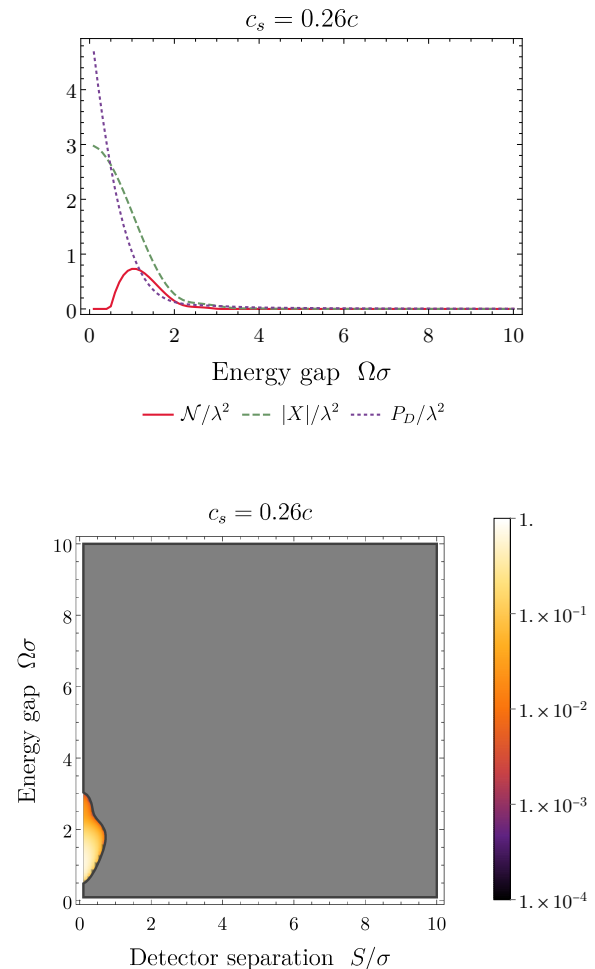 c_s = 0.26c
4
3
2
1
0
0 2 4 6 8 10
Energy gap Ωσ
𝒩/λ² |X|/λ² P_D/λ²
c_s = 0.26c
10
8
6
4
2
0
Energy gap Ωσ
0 2 4 6 8 10
Detector separation S/σ
1.
1.×10⁻¹
1.×10⁻²
1.×10⁻³
1.×10⁻⁴